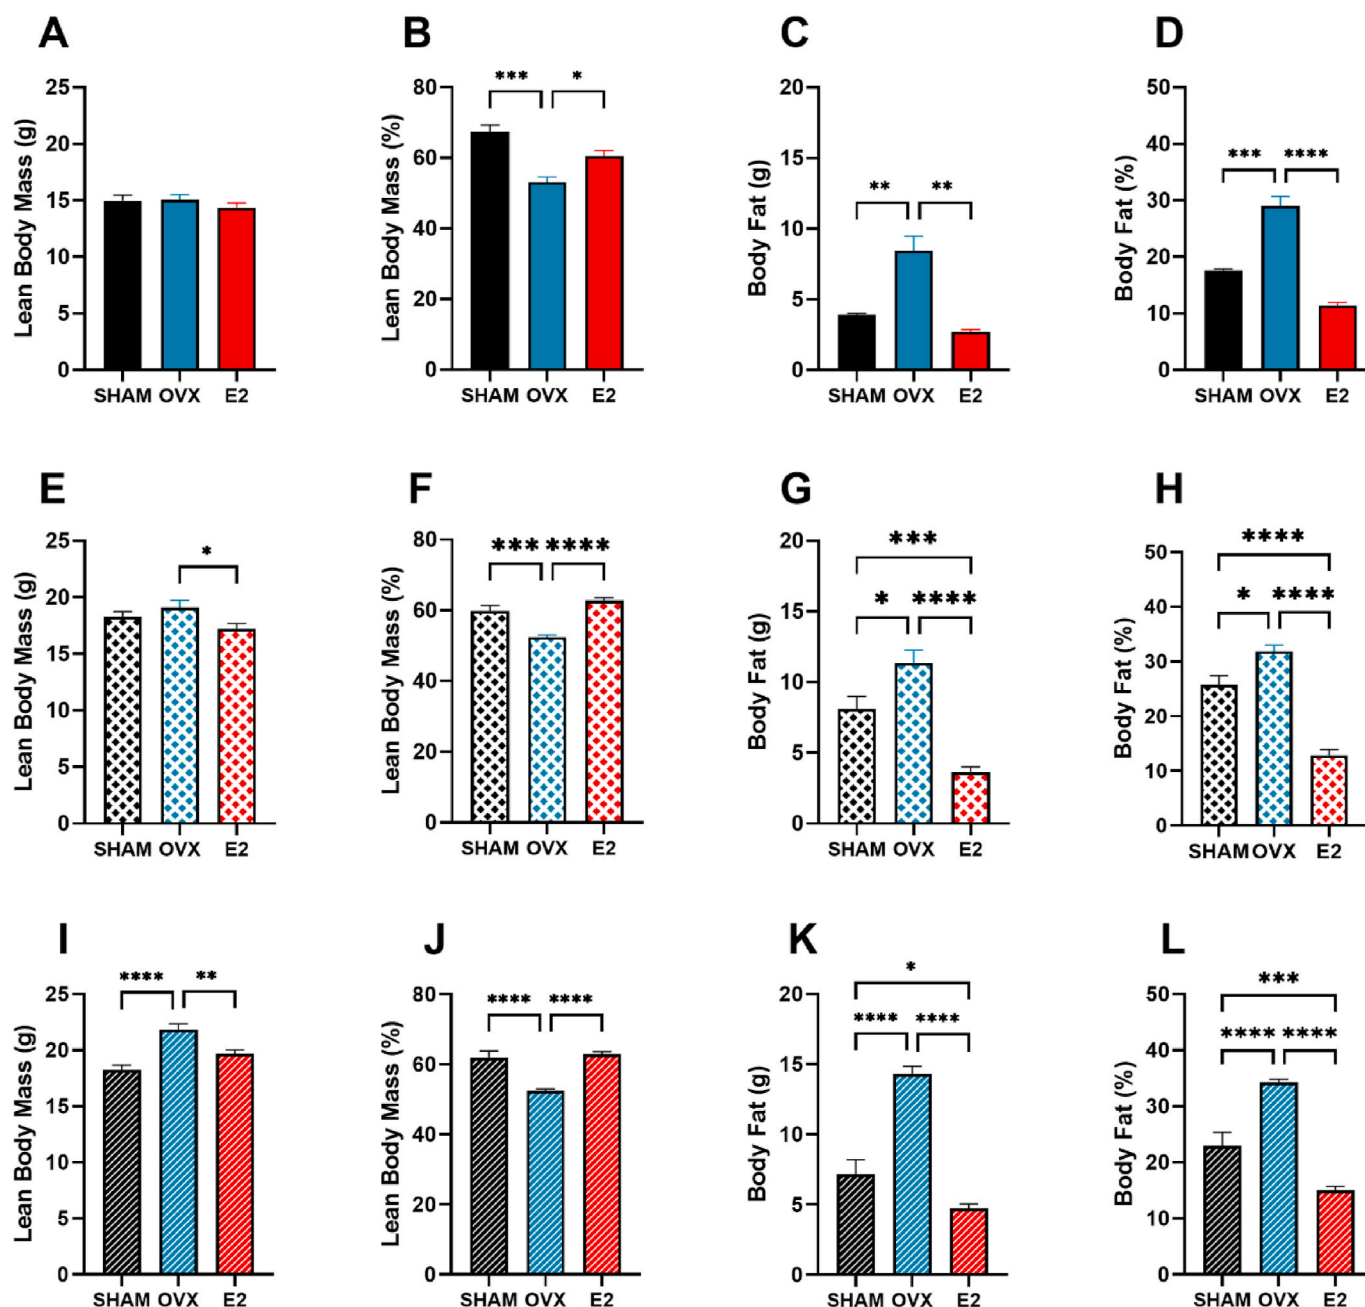 A
B
C
D
Lean Body Mass (g)
25
20
15
10
5
0
SHAM OVX E2
Lean Body Mass (%)
80
60
40
20
0
*** *
SHAM OVX E2
Body Fat (g)
20
15
10
5
0
** **
SHAM OVX E2
Body Fat (%)
50
40
30
20
10
0
*** ****
SHAM OVX E2
E
F
G
H
Lean Body Mass (g)
25
20
15
10
5
0
*
SHAM OVX E2
Lean Body Mass (%)
80
60
40
20
0
*** ****
SHAM OVX E2
Body Fat (g)
20
15
10
5
0
***
* ****
SHAM OVX E2
Body Fat (%)
50
40
30
20
10
0
****
* ****
SHAM OVX E2
I
J
K
L
Lean Body Mass (g)
25
20
15
10
5
0
**** **
SHAM OVX E2
Lean Body Mass (%)
80
60
40
20
0
**** ****
SHAM OVX E2
Body Fat (g)
20
15
10
5
0
*
**** ****
SHAM OVX E2
Body Fat (%)
50
40
30
20
10
0
***
**** ****
SHAM OVX E2